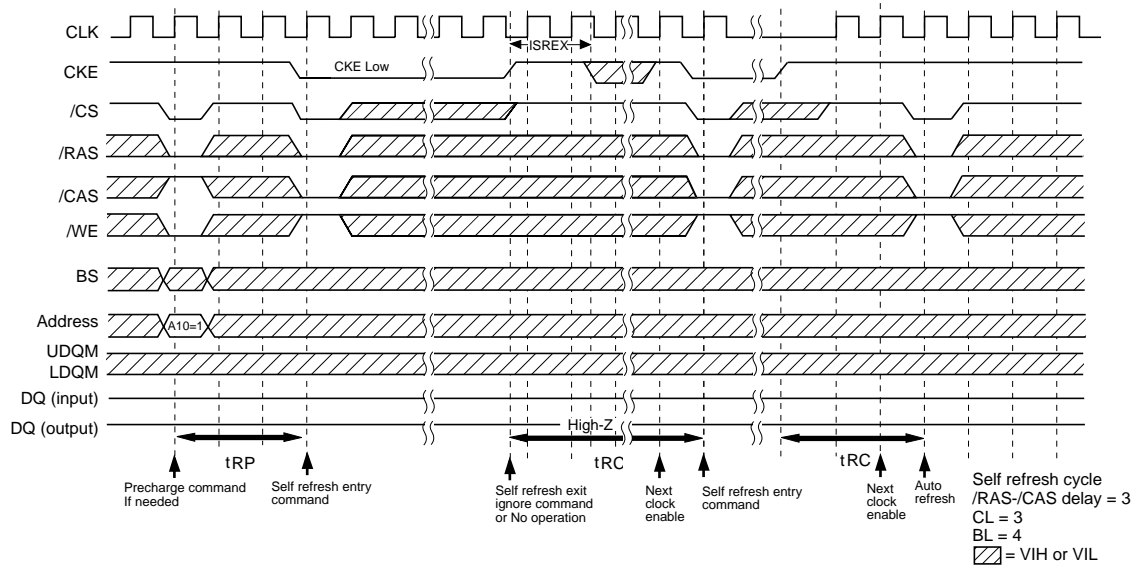 CLK
ISREX
CKE
CKE Low
/CS
/RAS
/CAS
/WE
BS
Address
A10=1
UDQM
LDQM
DQ (input)
DQ (output)
High-Z
tRP
tRC
tRC
Precharge command
If needed
Self refresh entry
command
Self refresh exit
ignore command
or No operation
Next
clock
enable
Self refresh entry
command
Next
clock
enable
Auto
refresh
Self refresh cycle
/RAS-/CAS delay = 3
CL = 3
BL = 4
= VIH or VIL